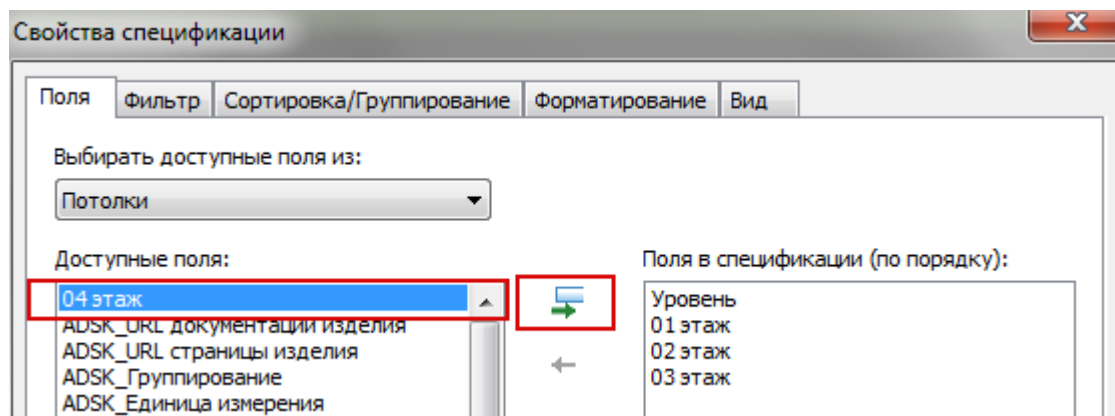 Свойства спецификации
Поля Фильтр Сортировка/Группирование Форматирование Вид
Выбирать доступные поля из:
Потолки
Доступные поля:
04 этаж
ADSK_URL документации изделия
ADSK_URL страницы изделия
ADSK_Группирование
ADSK_Единица измерения
Поля в спецификации (по порядку):
Уровень
01 этаж
02 этаж
03 этаж